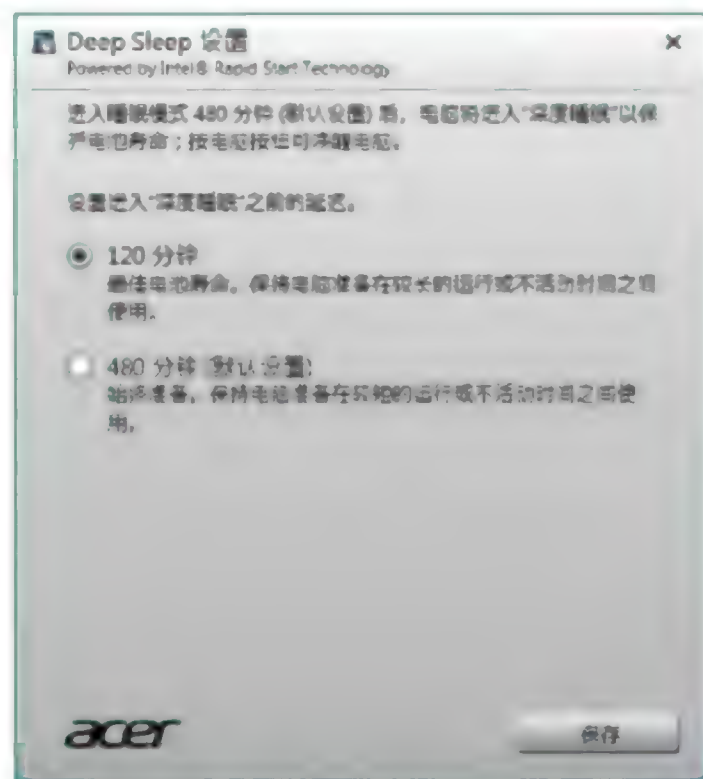 Deep Sleep 设置
Powered by Intel® Rapid Start Technology
进入睡眠模式 480 分钟 (默认设置) 后，电脑将进入“深度睡眠”以保
护电池寿命；按电源按钮可唤醒电脑。
设置进入“深度睡眠”之前的延迟。
120 分钟
最佳电池寿命。保持电脑准备在较长的运行或不活动时间之间
使用。
480 分钟 (默认设置)
始终准备。保持电脑准备在较短的运行或不活动时间之间使
用。
acer
保存